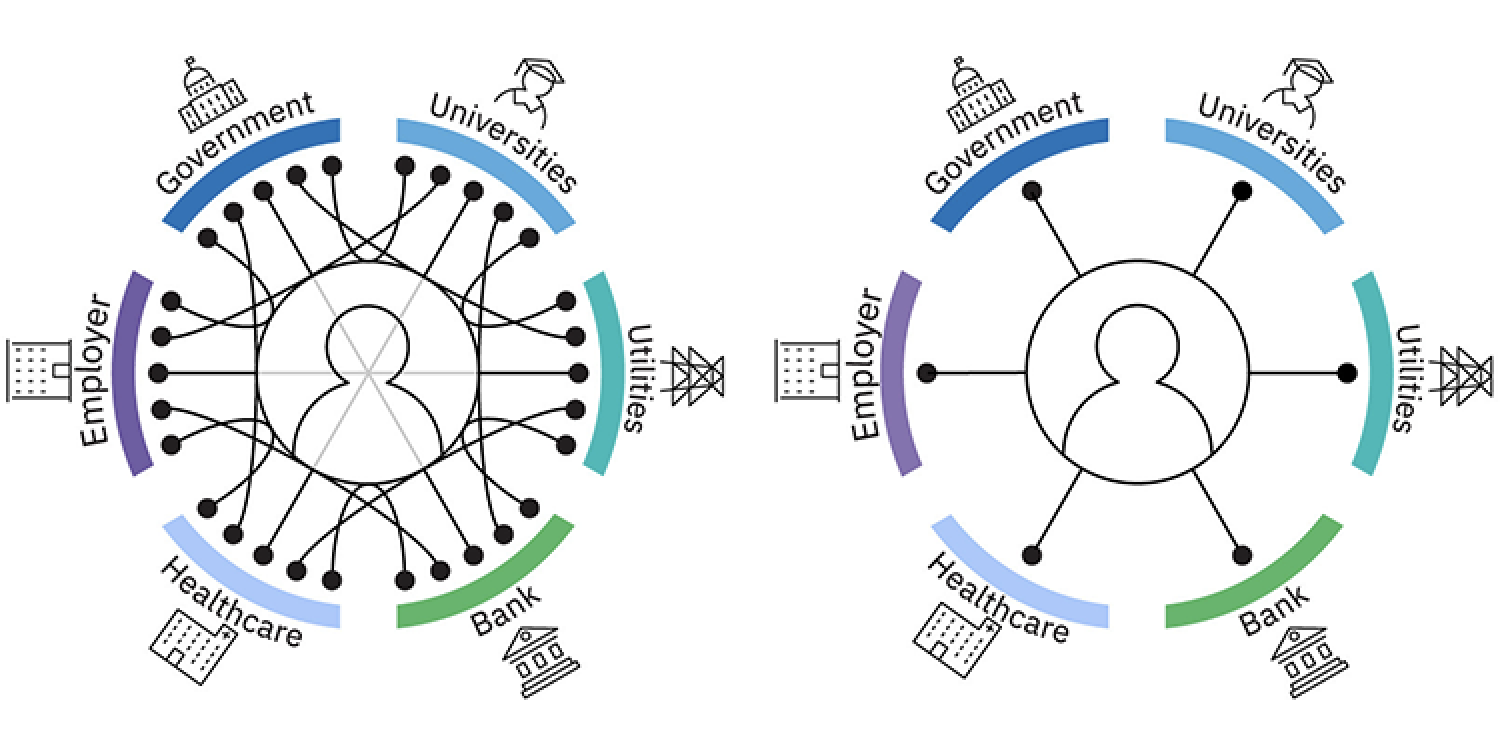 Government
Universities
Employer
Utilities
Healthcare
Bank
Government
Universities
Employer
Utilities
Healthcare
Bank